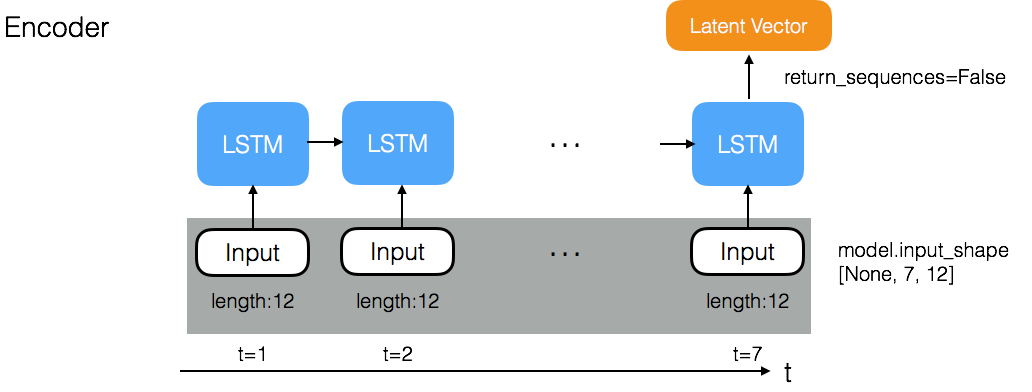 Encoder
Latent Vector
return_sequences=False
LSTM
LSTM
...
LSTM
Input
Input
...
Input
model.input_shape
[None, 7, 12]
length:12
length:12
length:12
t=1
t=2
t=7
t